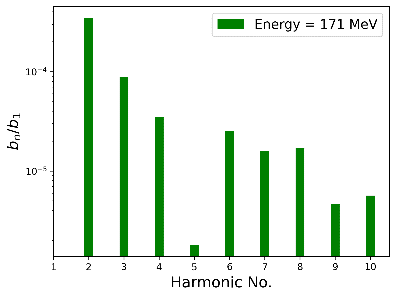 Energy = 171 MeV
10⁻⁴
10⁻⁵
bₙ/b₁
1 2 3 4 5 6 7 8 9 10
Harmonic No.